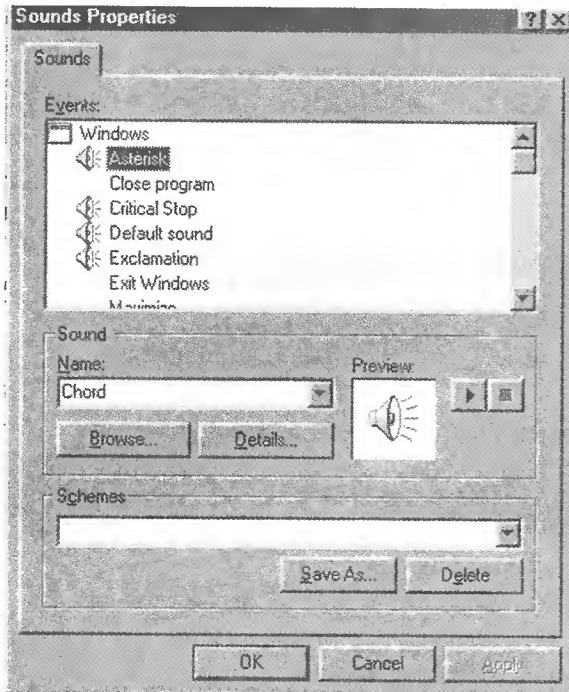 Sounds Properties
Sounds
Events:
Windows
Asterisk
Close program
Critical Stop
Default sound
Exclamation
Exit Windows
Maximize
Sound
Name:
Preview:
Chord
Browse...
Details...
Schemes
Save As...
Delete
OK
Cancel
Apply